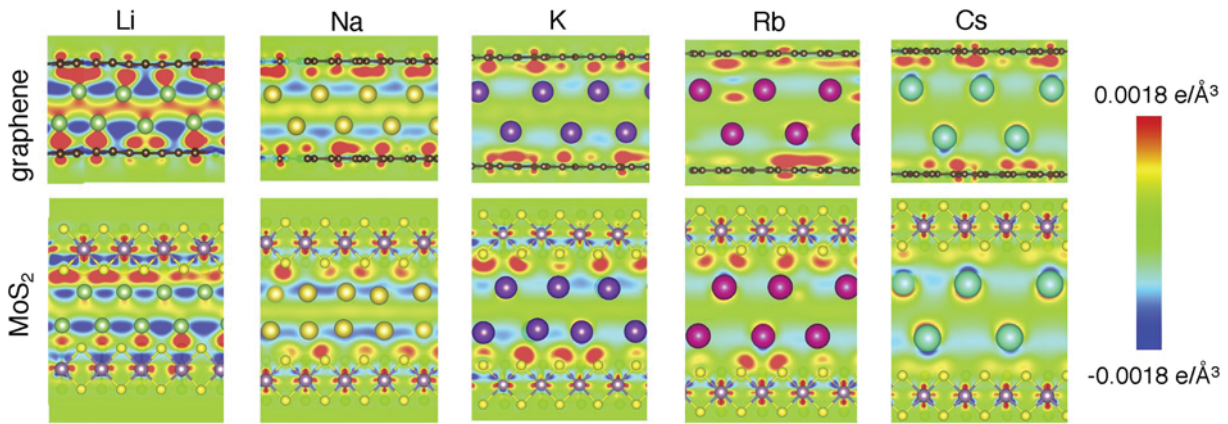 Li Na K Rb Cs
graphene
0.0018 e/Å³
MoS₂
-0.0018 e/Å³